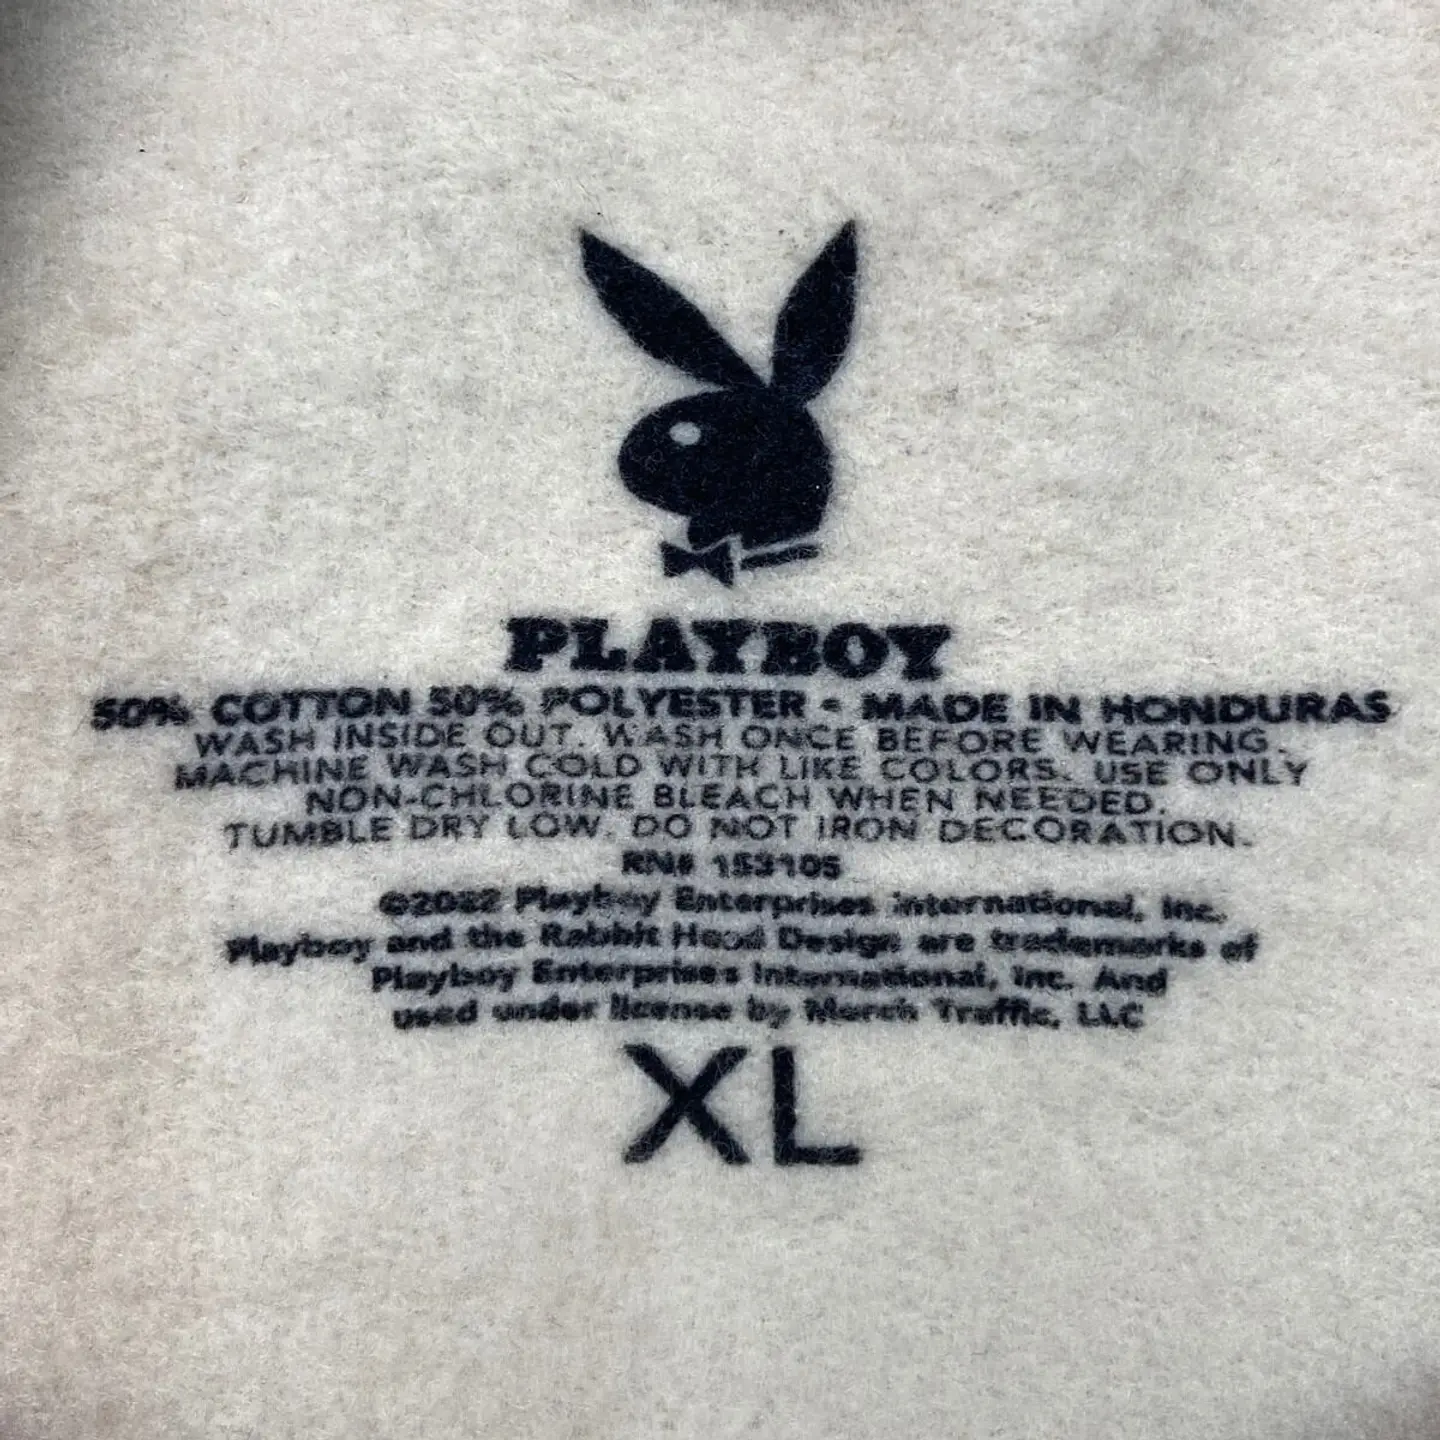 PLAYBOY
50% COTTON 50% POLYESTER • MADE IN HONDURAS
WASH INSIDE OUT. WASH ONCE BEFORE WEARING.
MACHINE WASH COLD WITH LIKE COLORS. USE ONLY
NON-CHLORINE BLEACH WHEN NEEDED.
TUMBLE DRY LOW. DO NOT IRON DECORATION.
RN# 153105
©2022 Playboy Enterprises International, Inc.
Playboy and the Rabbit Head Design are trademarks of
Playboy Enterprises International, Inc. And
used under license by Merch Traffic, LLC
XL